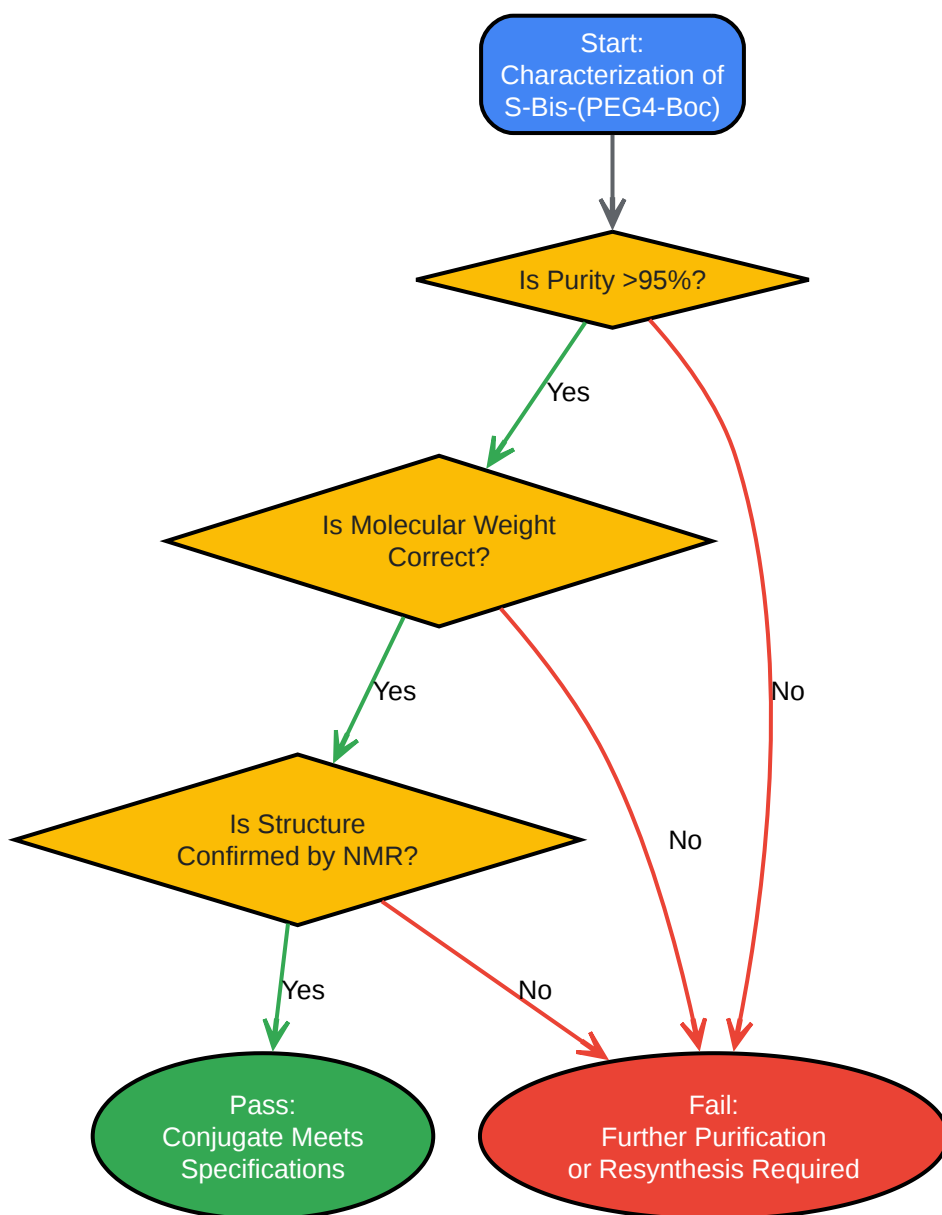 Start:
Characterization of
S-Bis-(PEG4-Boc)
Is Purity >95%?
Yes
Is Molecular Weight
Correct?
No
Yes
Is Structure
Confirmed by NMR?
No
Yes
No
Pass:
Conjugate Meets
Specifications
Fail:
Further Purification
or Resynthesis Required